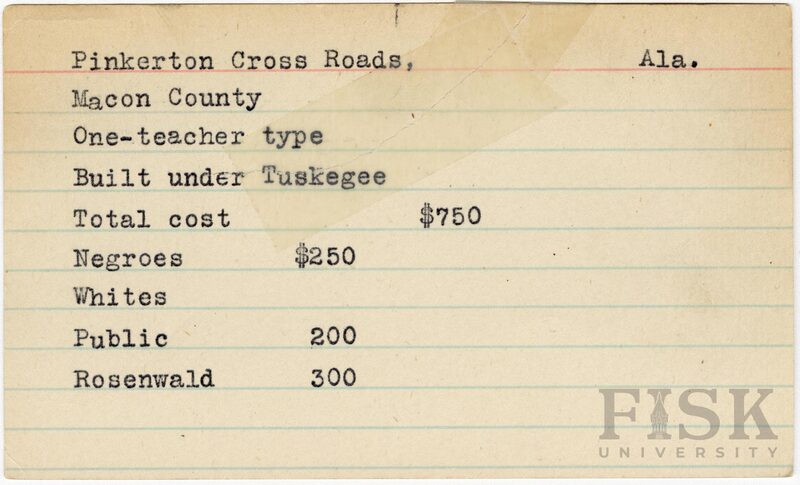 Pinkerton Cross Roads, Ala.
Macon County
One-teacher type
Built under Tuskegee
Total cost $750
Negroes $250
Whites
Public 200
Rosenwald 300
FISK
UNIVERSITY